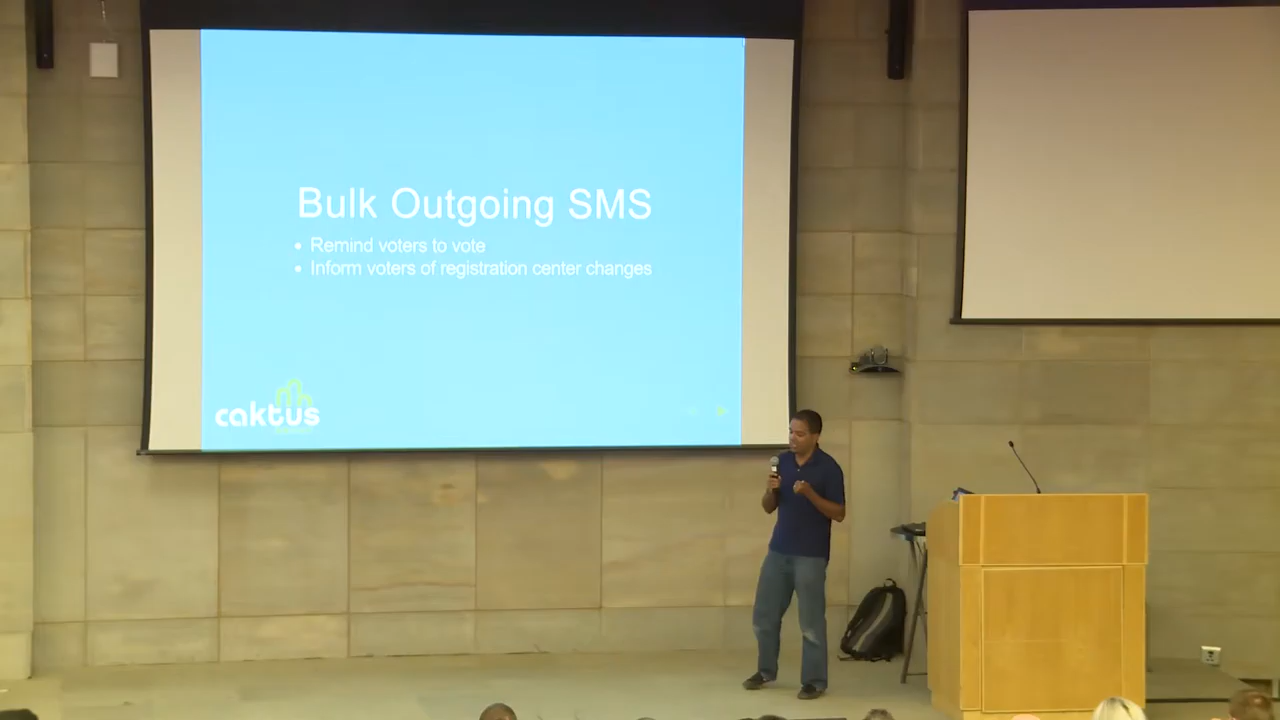 Bulk Outgoing SMS
• Remind voters to vote
• Inform voters of registration center changes
caktus